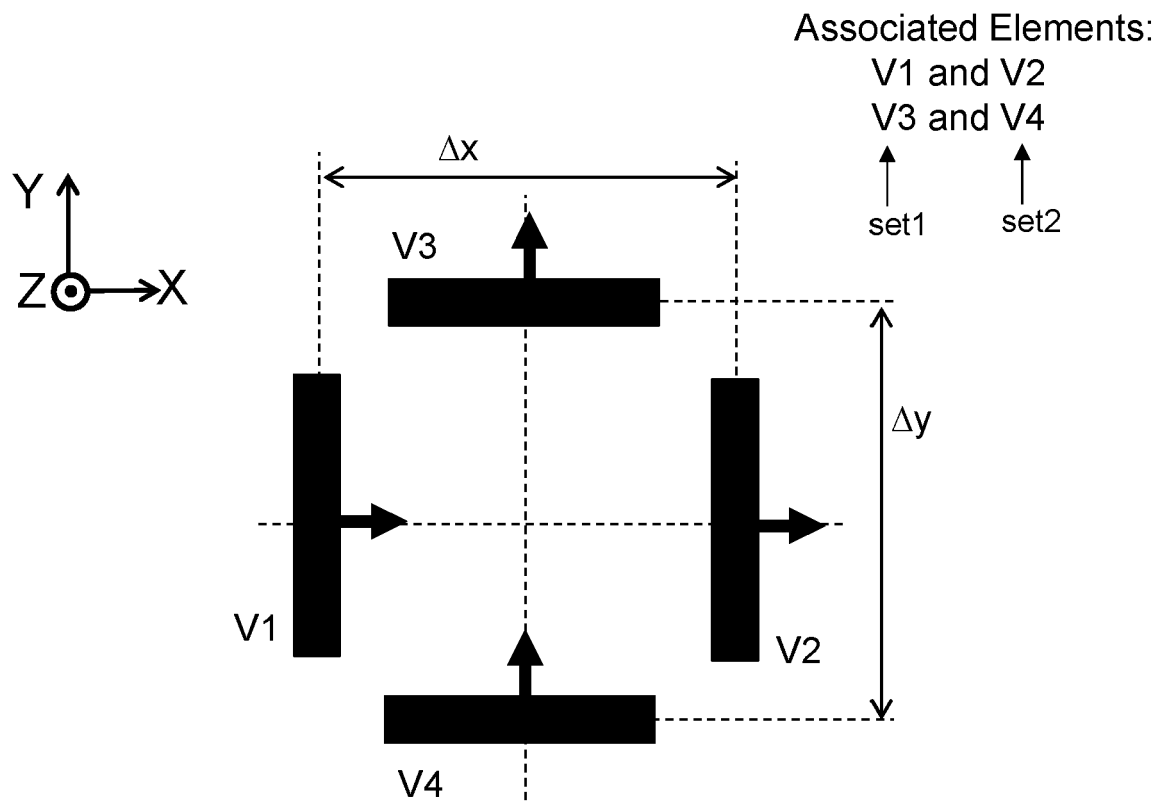 Associated Elements:
V1 and V2
V3 and V4
set1 set2
Δx
Y
Z X
V3
Δy
V1
V2
V4